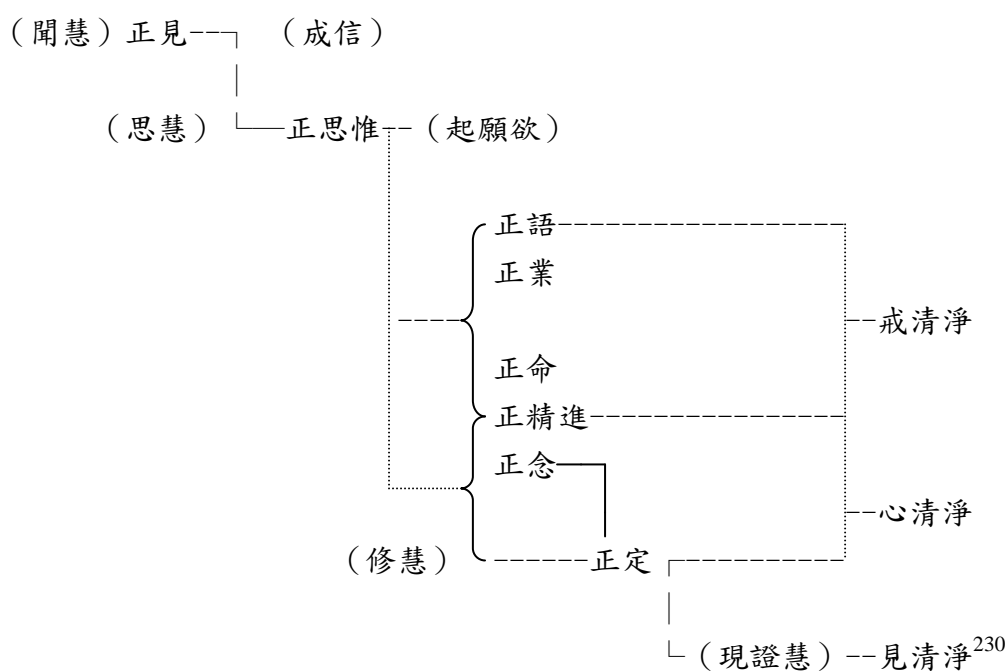 （聞慧）正見 （成信）
（思慧） 正思惟 （起願欲）
正語
正業
戒清淨
正命
正精進
正念
心清淨
（修慧） 正定
（現證慧） 見清淨230